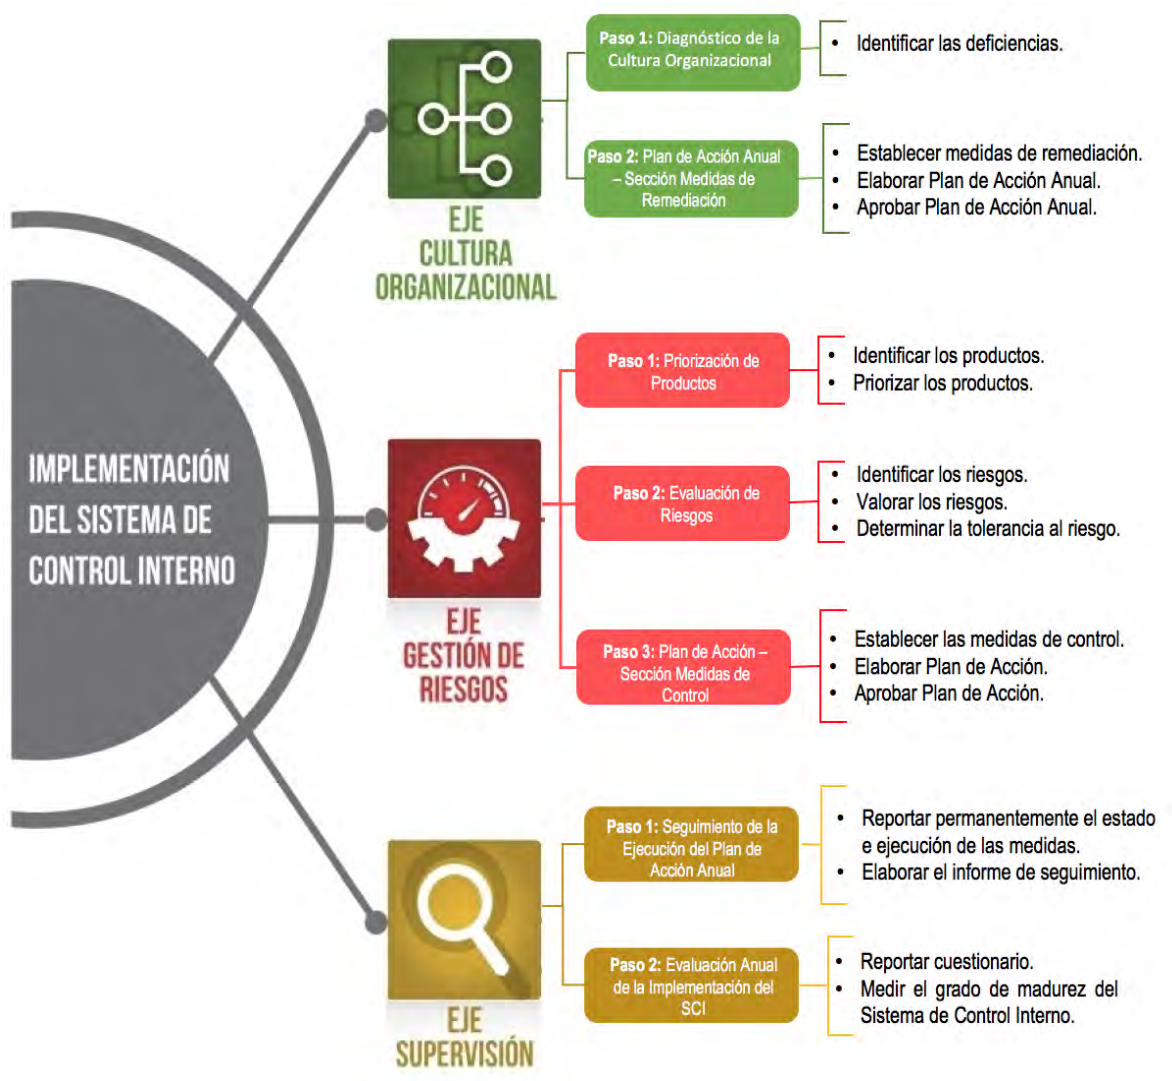 IMPLEMENTACIÓN
DEL SISTEMA DE
CONTROL INTERNO
EJE
CULTURA
ORGANIZACIONAL
Paso 1: Diagnóstico de la
Cultura Organizacional
• Identificar las deficiencias.
Paso 2: Plan de Acción Anual
– Sección Medidas de
Remediación
• Establecer medidas de remediación.
• Elaborar Plan de Acción Anual.
• Aprobar Plan de Acción Anual.
EJE
GESTIÓN DE
RIESGOS
Paso 1: Priorización de
Productos
• Identificar los productos.
• Priorizar los productos.
Paso 2: Evaluación de
Riesgos
• Identificar los riesgos.
• Valorar los riesgos.
• Determinar la tolerancia al riesgo.
Paso 3: Plan de Acción –
Sección Medidas de
Control
• Establecer las medidas de control.
• Elaborar Plan de Acción.
• Aprobar Plan de Acción.
EJE
SUPERVISIÓN
Paso 1: Seguimiento de la
Ejecución del Plan de
Acción Anual
• Reportar permanentemente el estado
e ejecución de las medidas.
• Elaborar el informe de seguimiento.
Paso 2: Evaluación Anual
de la Implementación del
SCI
• Reportar cuestionario.
• Medir el grado de madurez del
Sistema de Control Interno.